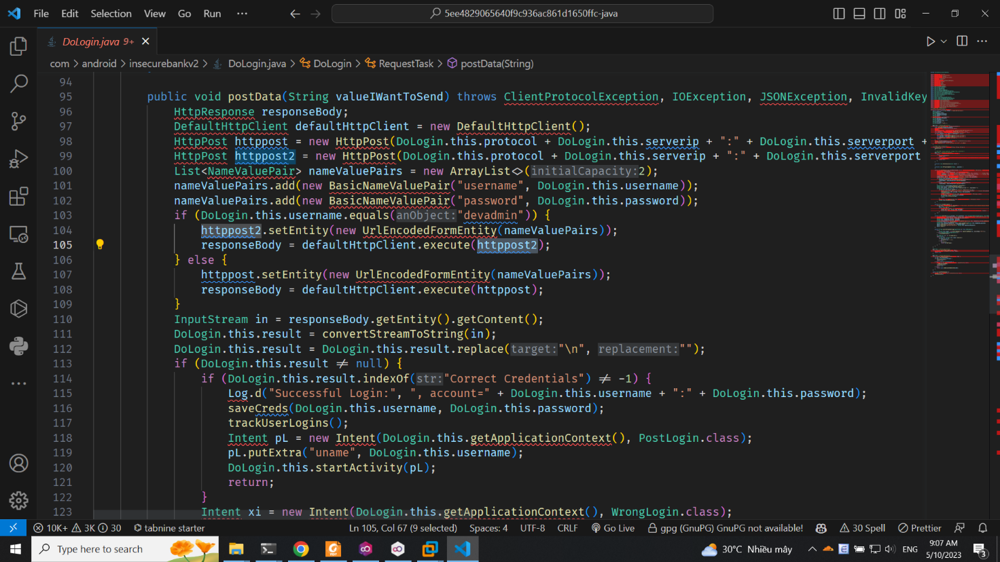 File Edit Selection View Go Run ··· 5ee4829065640f9c936ac861d1650ffc-java
DoLogin.java 9+
com > android > insecurebankv2 > DoLogin.java > DoLogin > RequestTask > postData(String)
94
95 public void postData(String valueIWantToSend) throws ClientProtocolException, IOException, JSONException, InvalidKey
96 HttpResponse responseBody;
97 DefaultHttpClient defaultHttpClient = new DefaultHttpClient();
98 HttpPost httppost = new HttpPost(DoLogin.this.protocol + DoLogin.this.serverip + ":" + DoLogin.this.serverport +
99 HttpPost httppost2 = new HttpPost(DoLogin.this.protocol + DoLogin.this.serverip + ":" + DoLogin.this.serverport
100 List<NameValuePair> nameValuePairs = new ArrayList<>(initialCapacity:2);
101 nameValuePairs.add(new BasicNameValuePair("username", DoLogin.this.username));
102 nameValuePairs.add(new BasicNameValuePair("password", DoLogin.this.password));
103 if (DoLogin.this.username.equals(anObject:"devadmin")) {
104 httppost2.setEntity(new UrlEncodedFormEntity(nameValuePairs));
105 responseBody = defaultHttpClient.execute(httppost2);
106 } else {
107 httppost.setEntity(new UrlEncodedFormEntity(nameValuePairs));
108 responseBody = defaultHttpClient.execute(httppost);
109 }
110 InputStream in = responseBody.getEntity().getContent();
111 DoLogin.this.result = convertStreamToString(in);
112 DoLogin.this.result = DoLogin.this.result.replace(target:"\n", replacement:"");
113 if (DoLogin.this.result ≠ null) {
114 if (DoLogin.this.result.indexOf(str:"Correct Credentials") ≠ -1) {
115 Log.d("Successful Login:", ", account=" + DoLogin.this.username + ":" + DoLogin.this.password);
116 saveCreds(DoLogin.this.username, DoLogin.this.password);
117 trackUserLogins();
118 Intent pL = new Intent(DoLogin.this.getApplicationContext(), PostLogin.class);
119 pL.putExtra("uname", DoLogin.this.username);
120 DoLogin.this.startActivity(pL);
121 return;
122 }
123 Intent xi = new Intent(DoLogin.this.getApplicationContext(), WrongLogin.class);
10K+ 3K 30 tabnine starter Ln 105, Col 67 (9 selected) Spaces: 4 UTF-8 CRLF Go Live gpg (GnuPG) GnuPG not available! 30 Spell Prettier
Type here to search 30°C Nhiều mây ENG 9:07 AM
5/10/2023 3